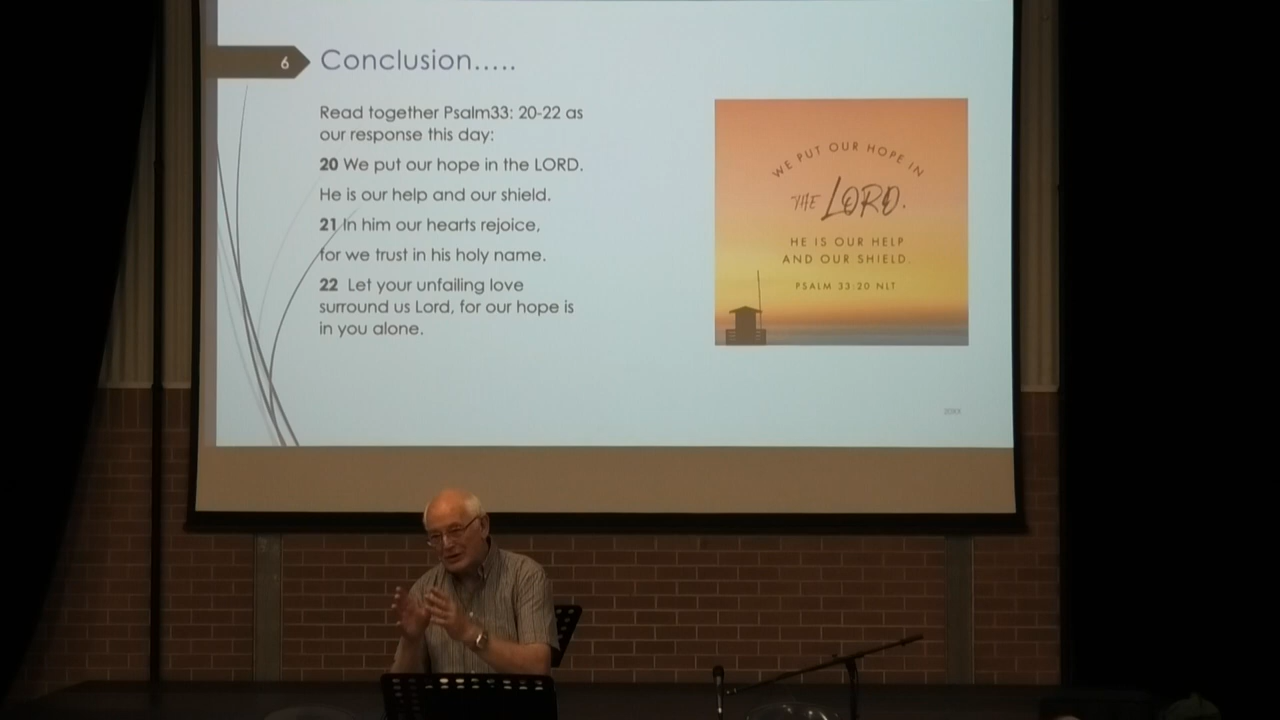 6
Conclusion.....
Read together Psalm33: 20-22 as
our response this day:
20 We put our hope in the LORD.
He is our help and our shield.
21 In him our hearts rejoice,
for we trust in his holy name.
22 Let your unfailing love
surround us Lord, for our hope is
in you alone.
WE PUT OUR HOPE IN
THE LORD.
HE IS OUR HELP
AND OUR SHIELD.
PSALM 33:20 NLT
20XX